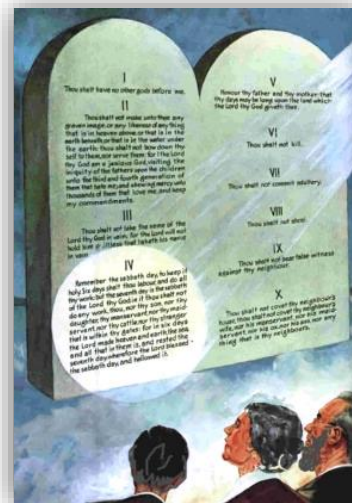 I
Thou shalt have no other gods before me.
II
Thou shalt not make unto thee any
graven image, or any likeness of any thing
that is in heaven above, or that is in the
earth beneath, or that is in the water under
the earth: thou shalt not bow down thy
self to them, nor serve them: for I the Lord
thy God am a jealous God, visiting the
iniquity of the fathers upon the children
unto the third and fourth generation of
them that hate me; and shewing mercy unto
thousands of them that love me, and keep
my commandments.
III
Thou shalt not take the name of the
Lord thy God in vain; for the Lord will not
hold him guiltless that taketh his name
in vain.
IV
Remember the sabbath day, to keep it
holy. Six days shalt thou labour, and do all
thy work: but the seventh day is the sabbath
of the Lord thy God: in it thou shalt not
do any work, thou, nor thy son, nor thy
daughter, thy manservant, nor thy maid-
servant, nor thy cattle, nor thy stranger
that is within thy gates: for in six days
the Lord made heaven and earth, the sea,
and all that in them is, and rested the
seventh day: wherefore the Lord blessed
the sabbath day, and hallowed it.
V
Honour thy father and thy mother: that
thy days may be long upon the land which
the Lord thy God giveth thee.
VI
Thou shalt not kill.
VII
Thou shalt not commit adultery.
VIII
Thou shalt not steal.
IX
Thou shalt not bear false witness
against thy neighbour.
X
Thou shalt not covet thy neighbour's
house, thou shalt not covet thy neighbour's
wife, nor his manservant, nor his maid-
servant, nor his ox, nor his ass, nor any
thing that is thy neighbour's.